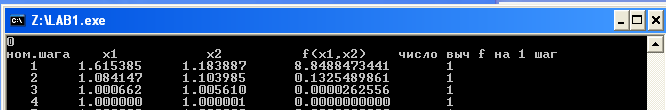 Z:\LAB1.exe
0
ном.шага x1 x2 f(x1,x2) число выч f на 1 шаг
1 1.615385 1.183887 8.8488473441 1
2 1.084147 1.103985 0.1325489861 1
3 1.000662 1.005610 0.0000262556 1
4 1.000000 1.000001 0.0000000000 1